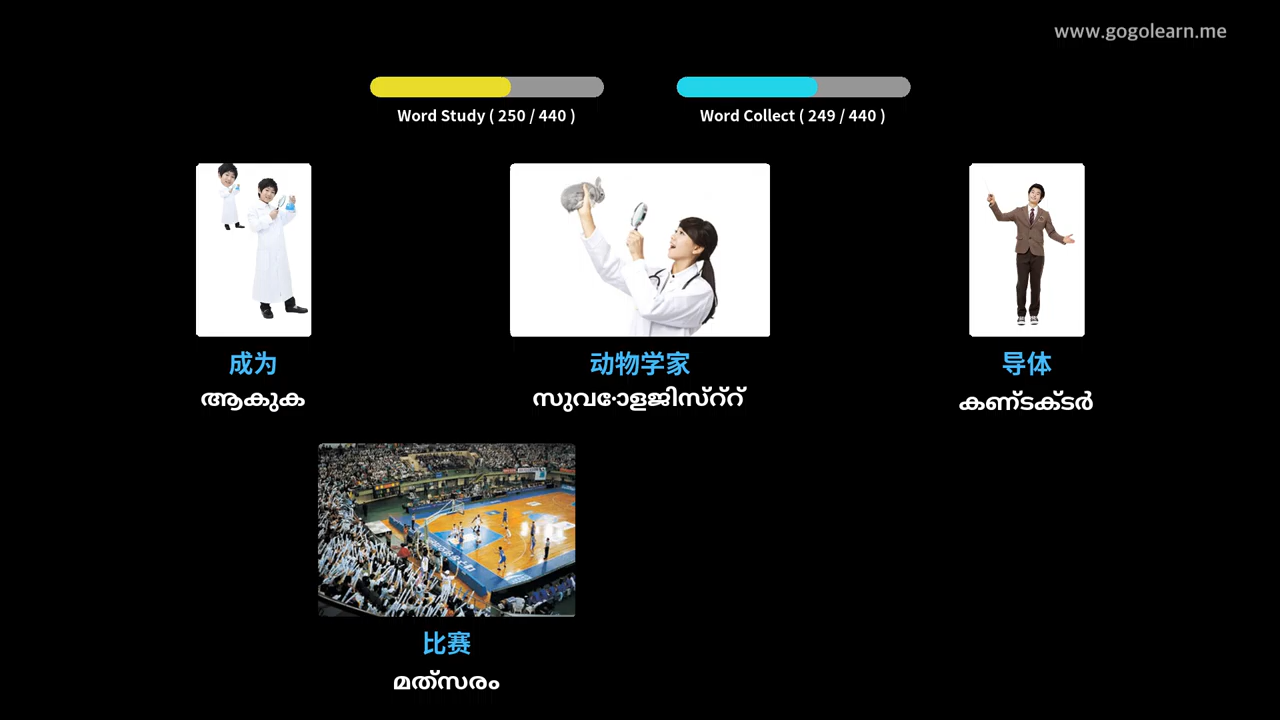 www.gogolearn.me
Word Study ( 250 / 440 )
Word Collect ( 249 / 440 )
成为
ആകുക
动物学家
സുവോളജിസ്റ്റ്
导体
കണ്ടക്ടർ
比赛
മത്സരം